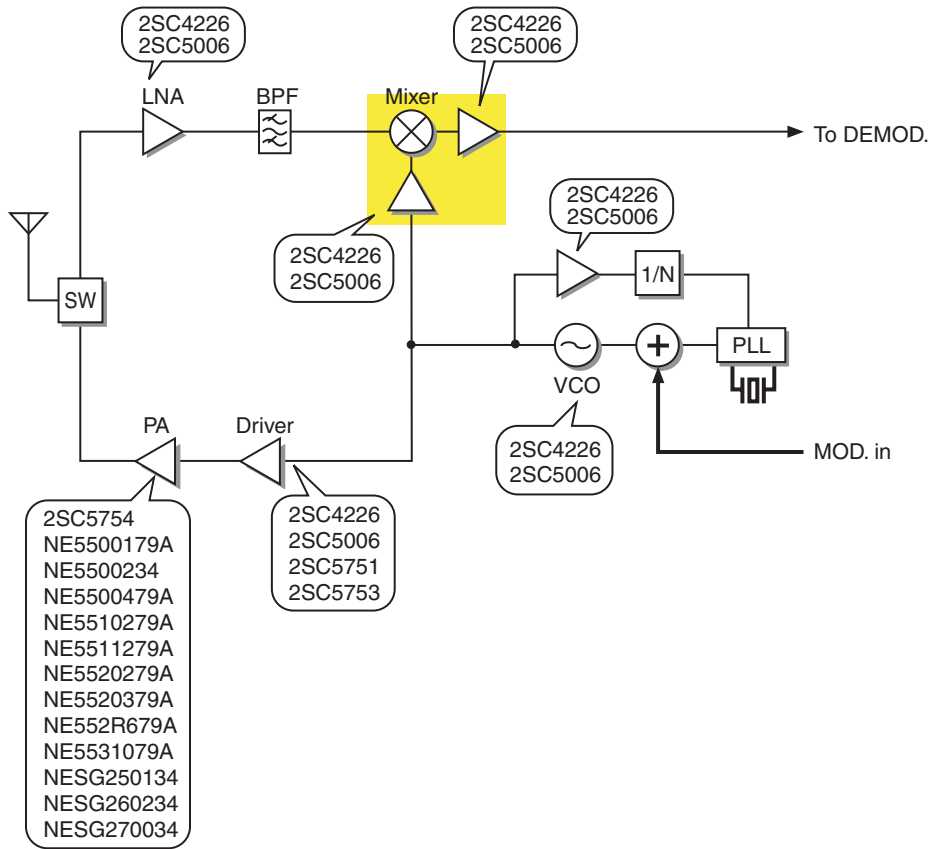 2SC4226
2SC5006
2SC4226
2SC5006
LNA
BPF
Mixer
To DEMOD.
2SC4226
2SC5006
2SC4226
2SC5006
1/N
SW
PLL
VCO
PA
Driver
2SC4226
2SC5006
MOD. in
2SC5754
NE5500179A
NE5500234
NE5500479A
NE5510279A
NE5511279A
NE5520279A
NE5520379A
NE552R679A
NE5531079A
NESG250134
NESG260234
NESG270034
2SC4226
2SC5006
2SC5751
2SC5753